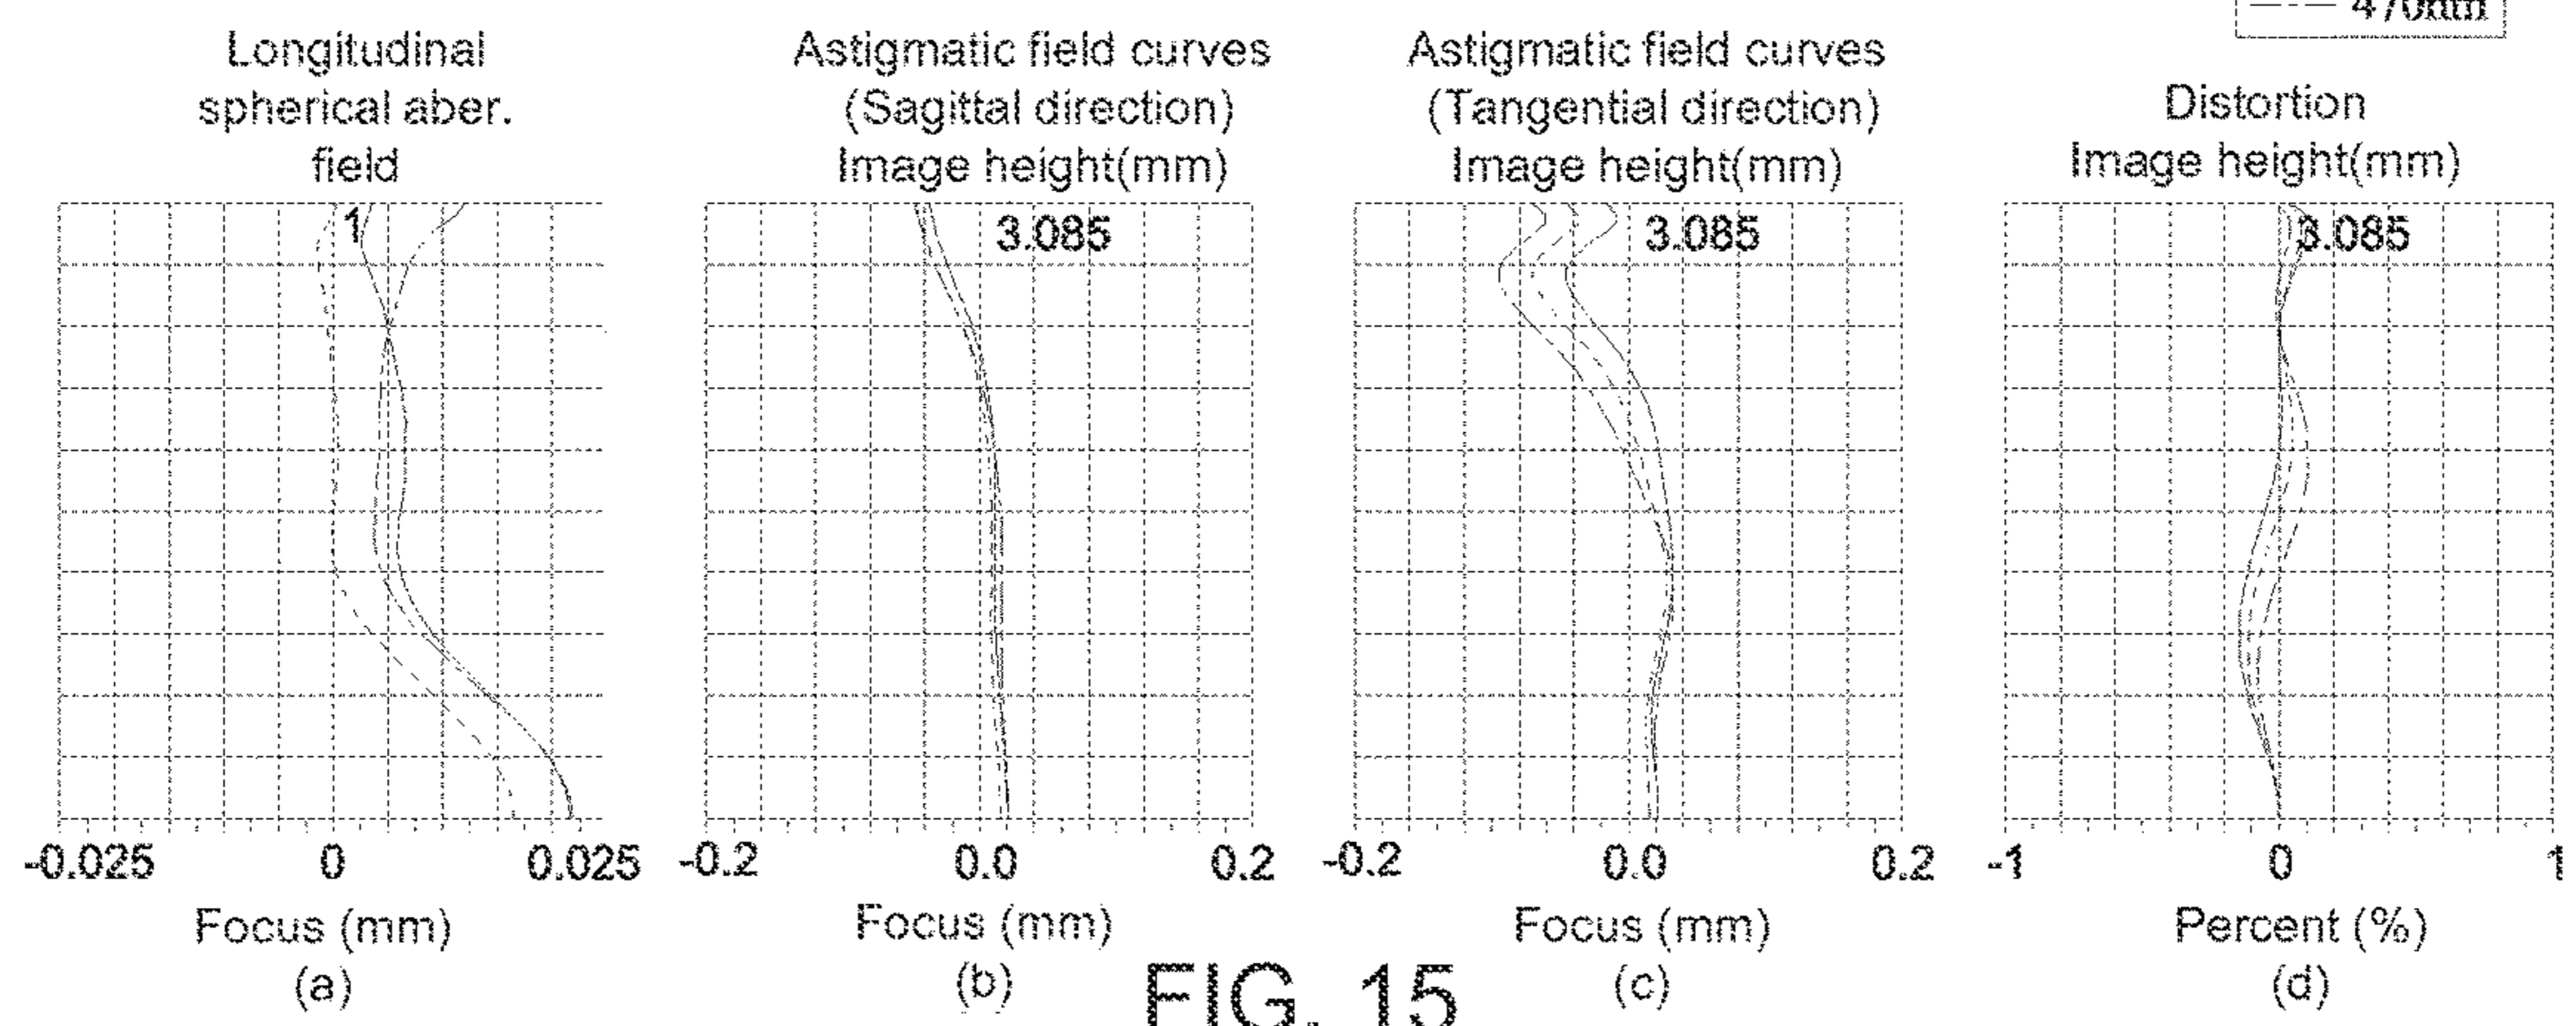 470nm
Longitudinal
spherical aber.
field
Astigmatic field curves
(Sagittal direction)
Image height(mm)
Astigmatic field curves
(Tangential direction)
Image height(mm)
Distortion
Image height(mm)
1
3.085
3.085
3.085
-0.025 0 0.025
-0.2 0.0 0.2
-0.2 0.0 0.2
-1 0 1
Focus (mm)
Focus (mm)
Focus (mm)
Percent (%)
(a)
(b)
(c)
(d)
FIG. 15